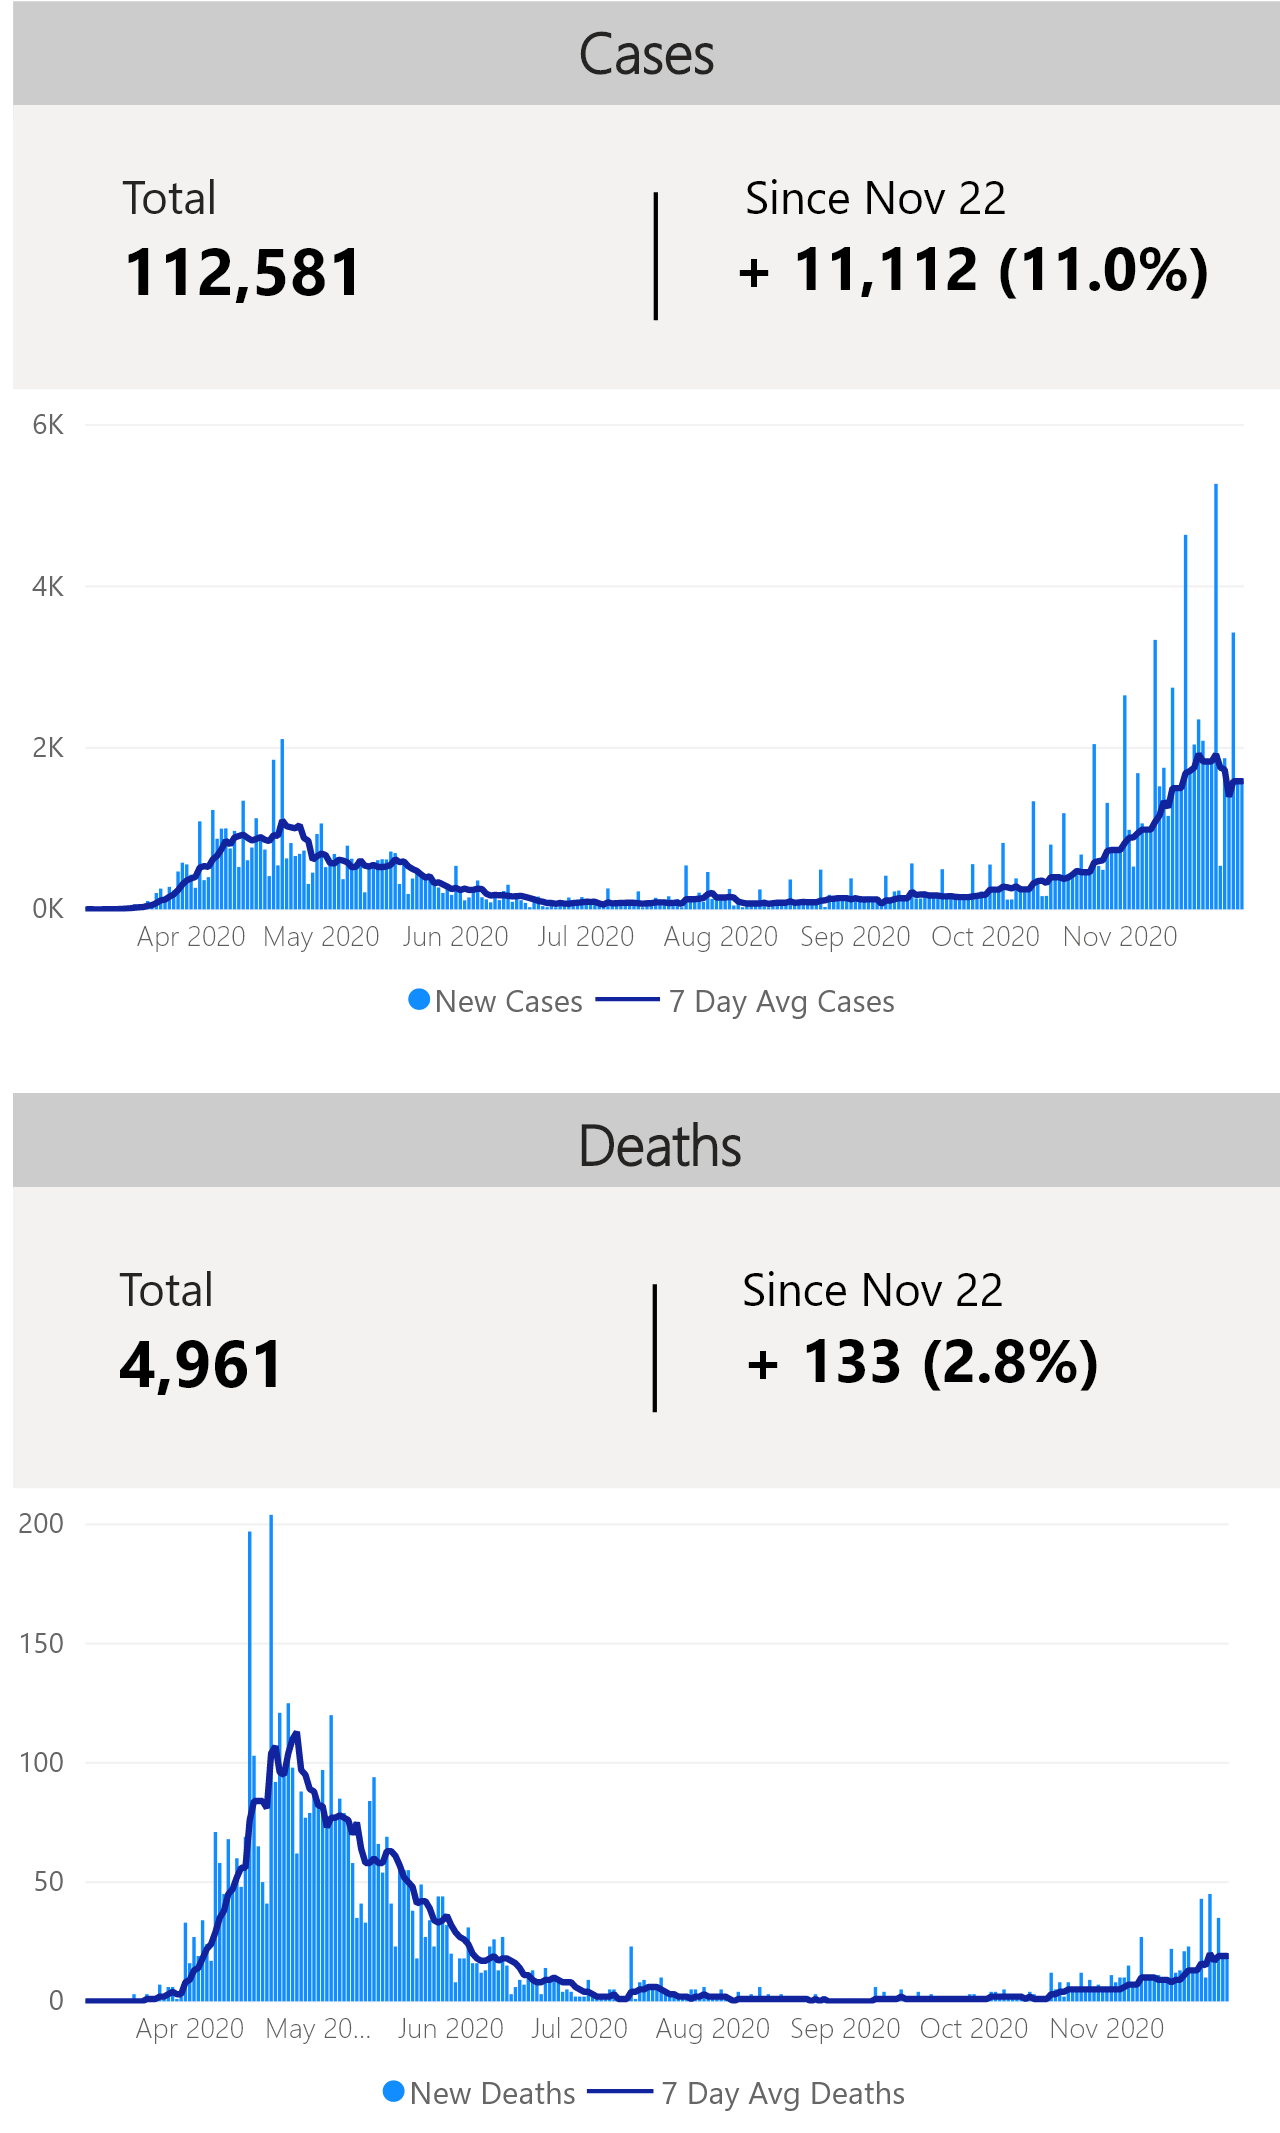 Cases
Total
Since Nov 22
112,581
+ 11,112 (11.0%)
6K
4K
2K
0K
Apr 2020 May 2020 Jun 2020 Jul 2020 Aug 2020 Sep 2020 Oct 2020 Nov 2020
New Cases 7 Day Avg Cases
Deaths
Total
Since Nov 22
4,961
+ 133 (2.8%)
200
150
100
50
0
Apr 2020 May 20... Jun 2020 Jul 2020 Aug 2020 Sep 2020 Oct 2020 Nov 2020
New Deaths 7 Day Avg Deaths